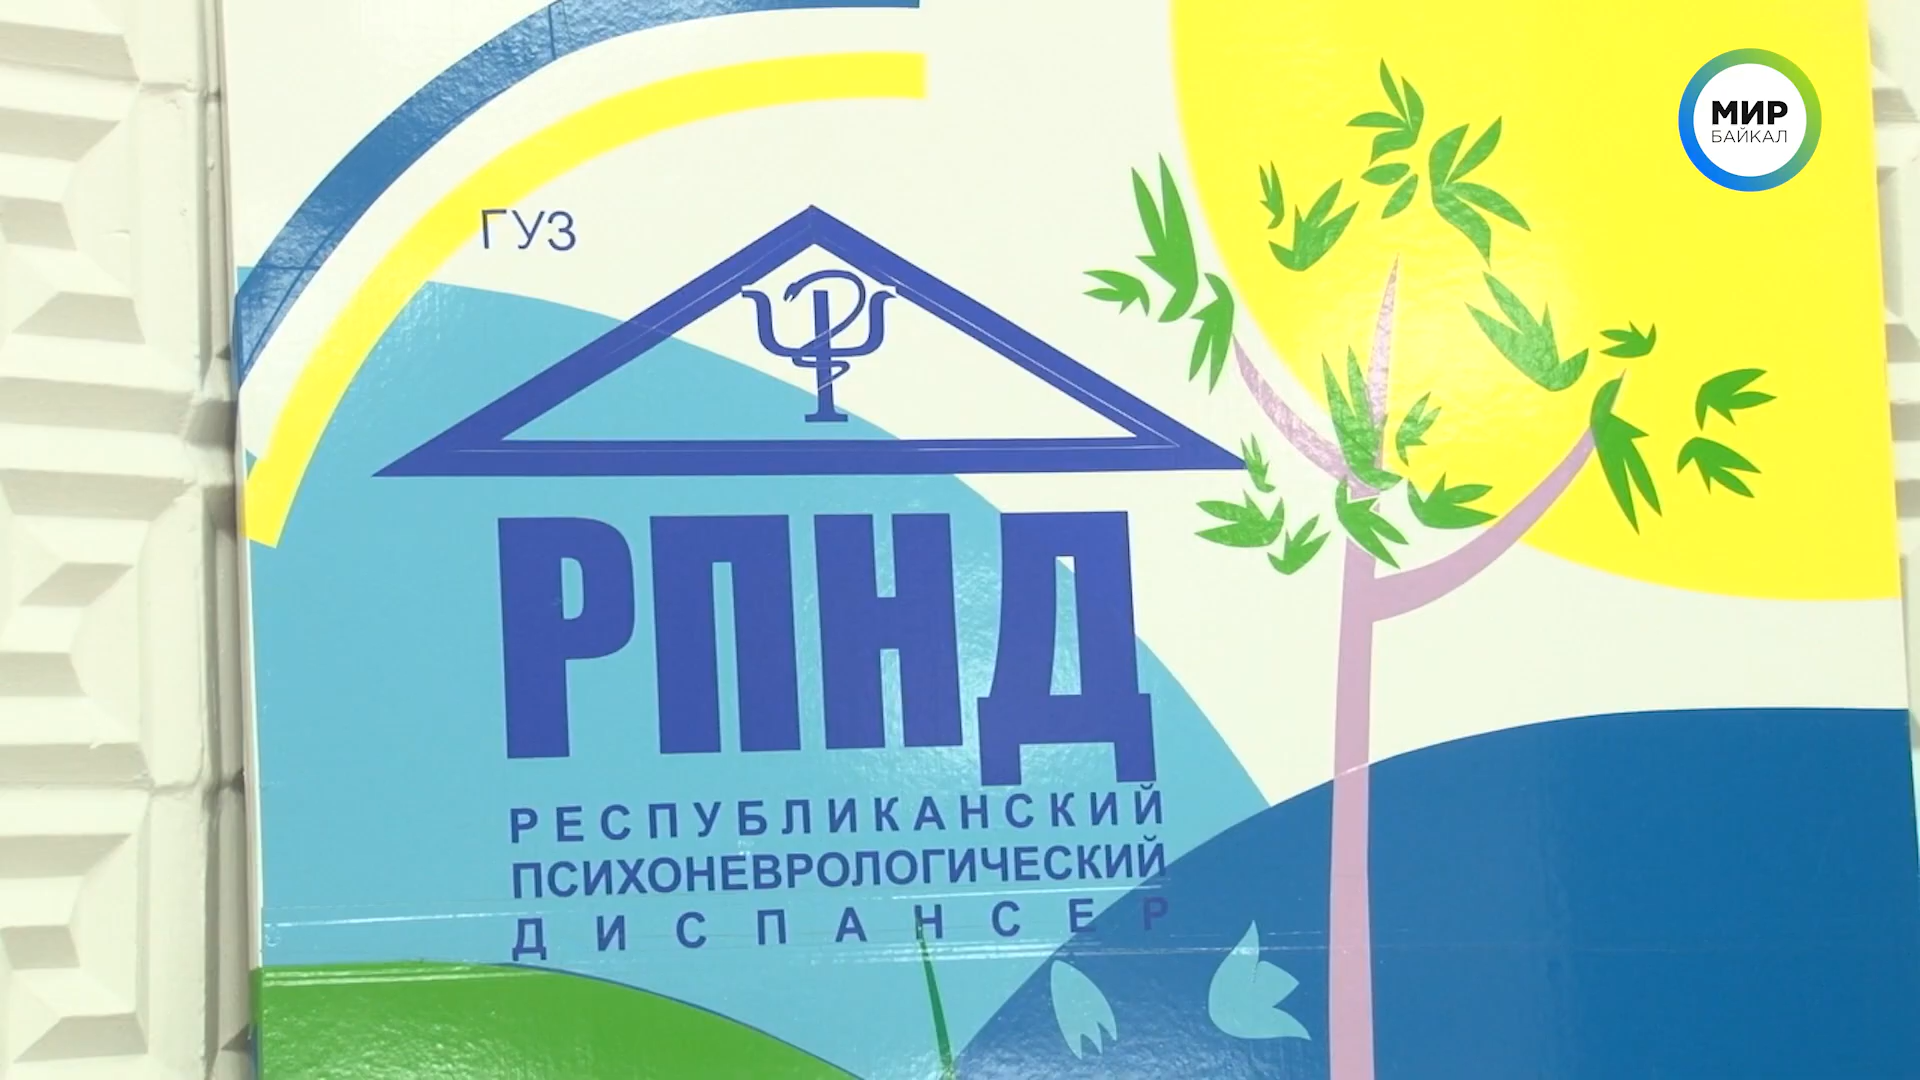 МИР
БАЙКАЛ
ГУЗ
РПНД
РЕСПУБЛИКАНСКИЙ
ПСИХОНЕВРОЛОГИЧЕСКИЙ
ДИСПАНСЕР